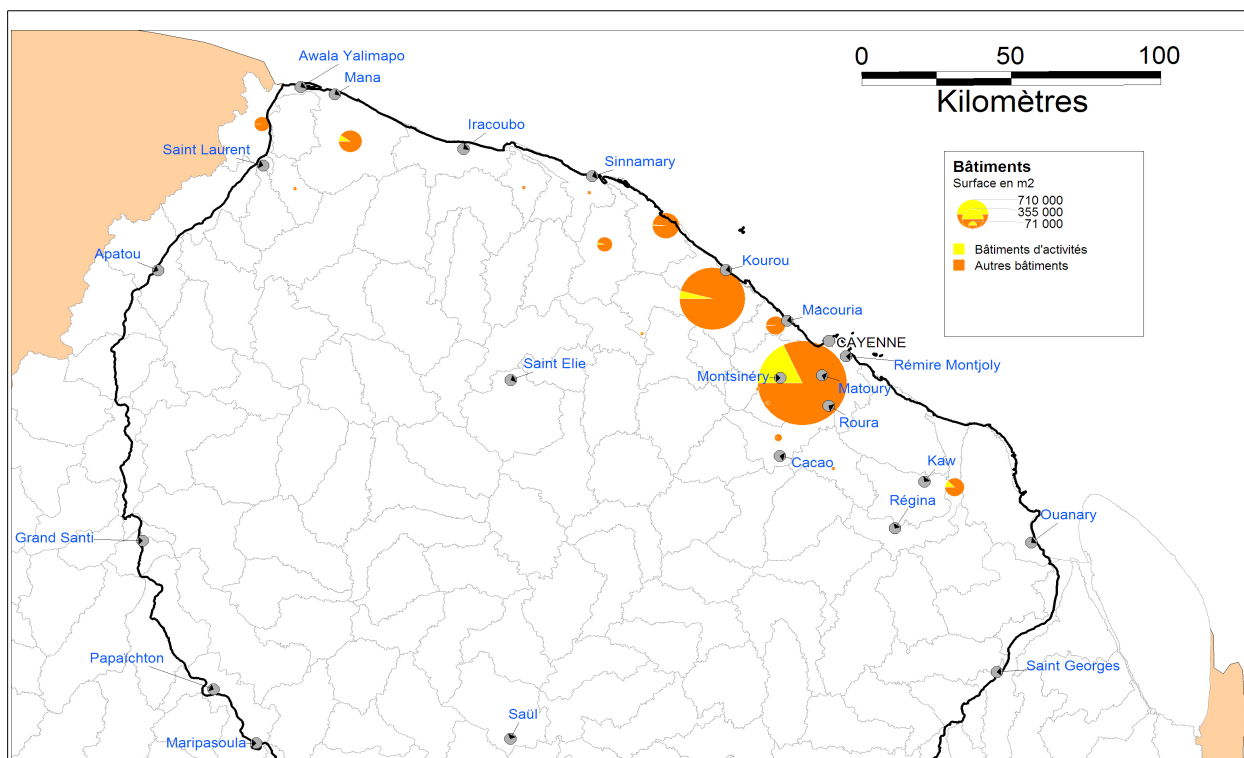 Awala Yalimapo
Mana
0 50 100
Kilomètres
Iracoubo
Saint Laurent
Sinnamary
Bâtiments
Surface en m2
710 000
355 000
71 000
Bâtiments d'activités
Autres bâtiments
Apatou
Kourou
Macouria
CAYENNE
Rémire Montjoly
Saint Elie
Montsinéry
Matoury
Roura
Cacao
Kaw
Régina
Ouanary
Grand Santi
Papaïchton
Saint Georges
Saül
Maripasoula